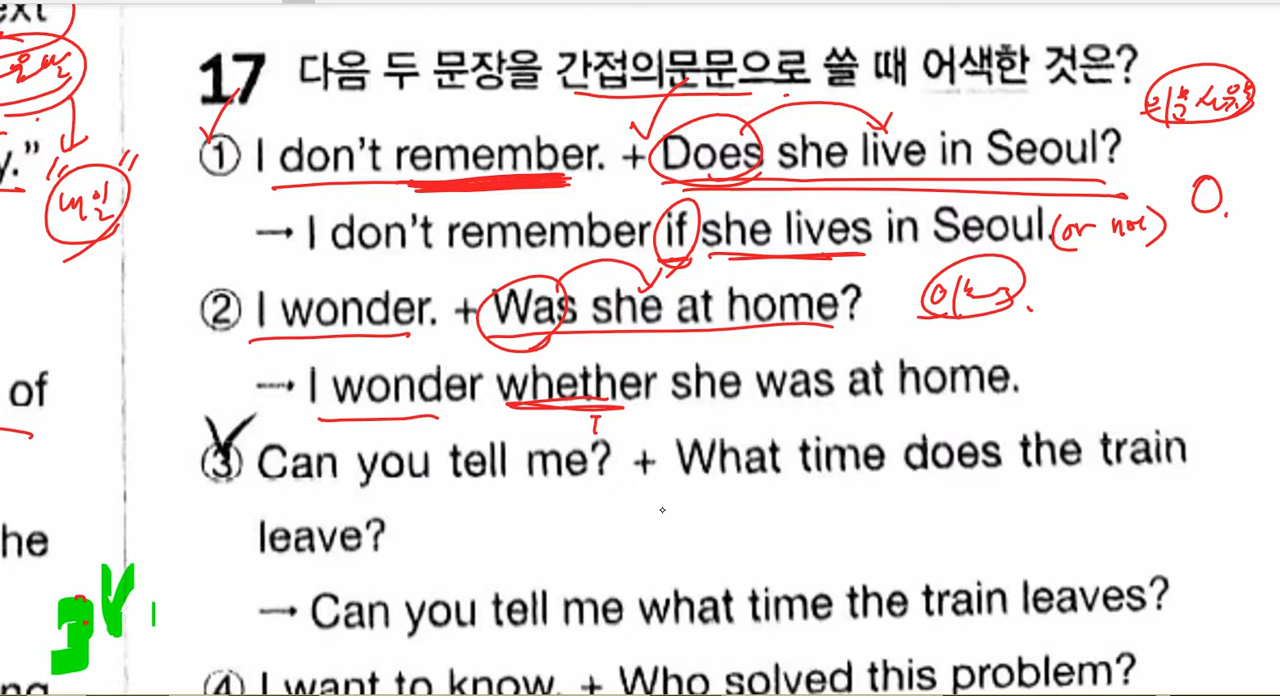 ext
y."
"내일"
of
he
ng
17 다음 두 문장을 간접의문문으로 쓸 때 어색한 것은?
① I don't remember. + Does she live in Seoul?
→ I don't remember if she lives in Seoul. (or not)
② I wonder. + Was she at home?
→ I wonder whether she was at home.
③ Can you tell me? + What time does the train
leave?
→ Can you tell me what time the train leaves?
④ I want to know. + Who solved this problem?